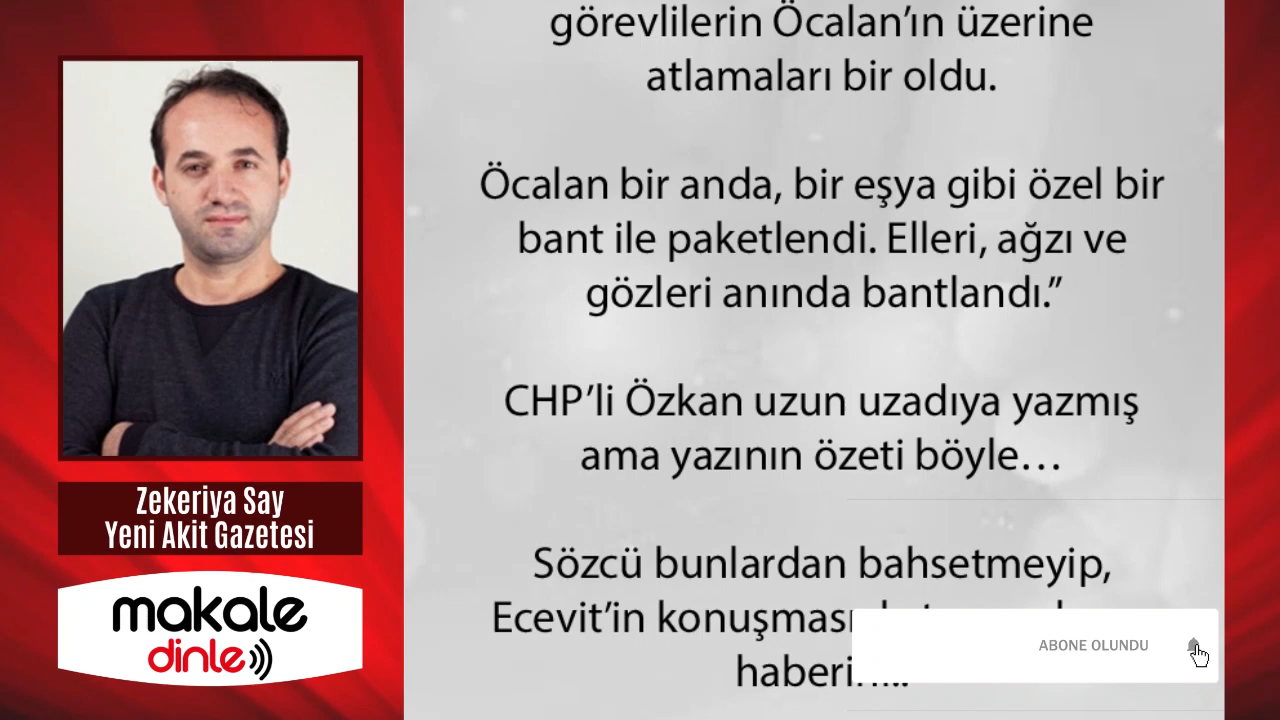 görevlilerin Öcalan’ın üzerine
atlamaları bir oldu.
Öcalan bir anda, bir eşya gibi özel bir
bant ile paketlendi. Elleri, ağzı ve
gözleri anında bantlandı.”
CHP’li Özkan uzun uzadıya yazmış
ama yazının özeti böyle…
Sözcü bunlardan bahsetmeyip,
Ecevit’in
haberi
ABONE OLUNDU
Zekeriya Say
Yeni Akit Gazetesi
makale
dinle